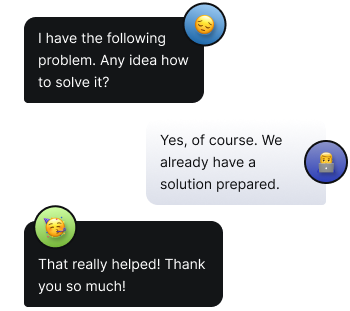 I have the following
problem. Any idea how
to solve it?
Yes, of course. We
already have a
solution prepared.
That really helped! Thank
you so much!